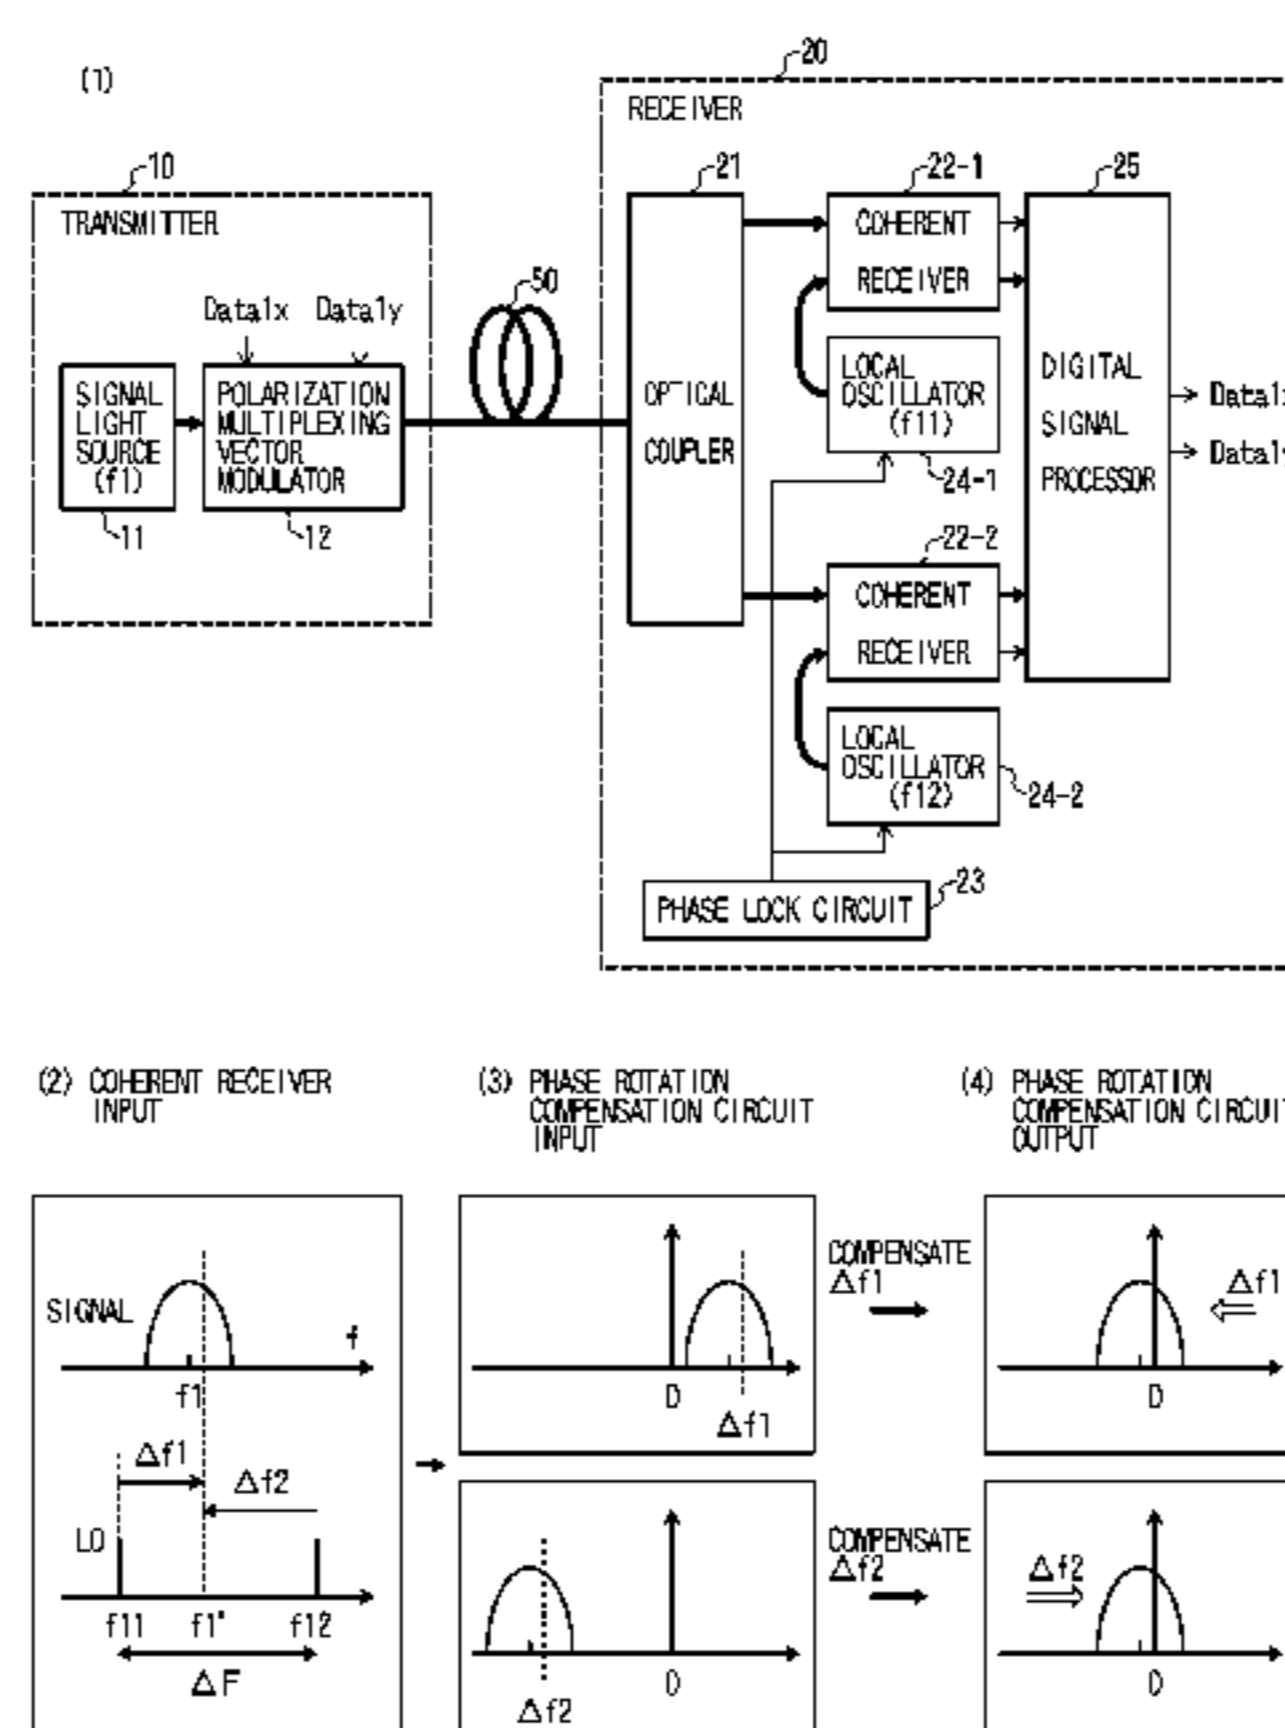 (1)
20
RECEIVER
10
TRANSMITTER
Data1x Data1y
SIGNAL
LIGHT
SOURCE
(f1)
11
POLARIZATION
MULTIPLEXING
VECTOR
MODULATOR
12
50
21
OPTICAL
COUPLER
22-1
COHERENT
RECEIVER
LOCAL
OSCILLATOR
(f11)
24-1
22-2
COHERENT
RECEIVER
LOCAL
OSCILLATOR
(f12)
24-2
25
DIGITAL
SIGNAL
PROCESSOR
Data1x
Data1y
PHASE LOCK CIRCUIT
23
(2) COHERENT RECEIVER
INPUT
SIGNAL
f
f1
Δf1
Δf2
LO
f11 f1' f12
ΔF
(3) PHASE ROTATION
COMPENSATION CIRCUIT
INPUT
0
Δf1
0
Δf2
COMPENSATE
Δf1
COMPENSATE
Δf2
(4) PHASE ROTATION
COMPENSATION CIRCUIT
OUTPUT
Δf1
0
Δf2
0